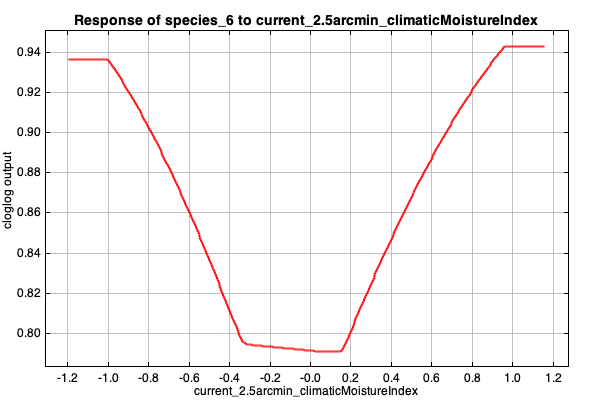 Response of species_6 to current_2.5arcmin_climaticMoistureIndex
cloglog output
0.94
0.92
0.90
0.88
0.86
0.84
0.82
0.80
-1.2 -1.0 -0.8 -0.6 -0.4 -0.2 -0.0 0.2 0.4 0.6 0.8 1.0 1.2
current_2.5arcmin_climaticMoistureIndex